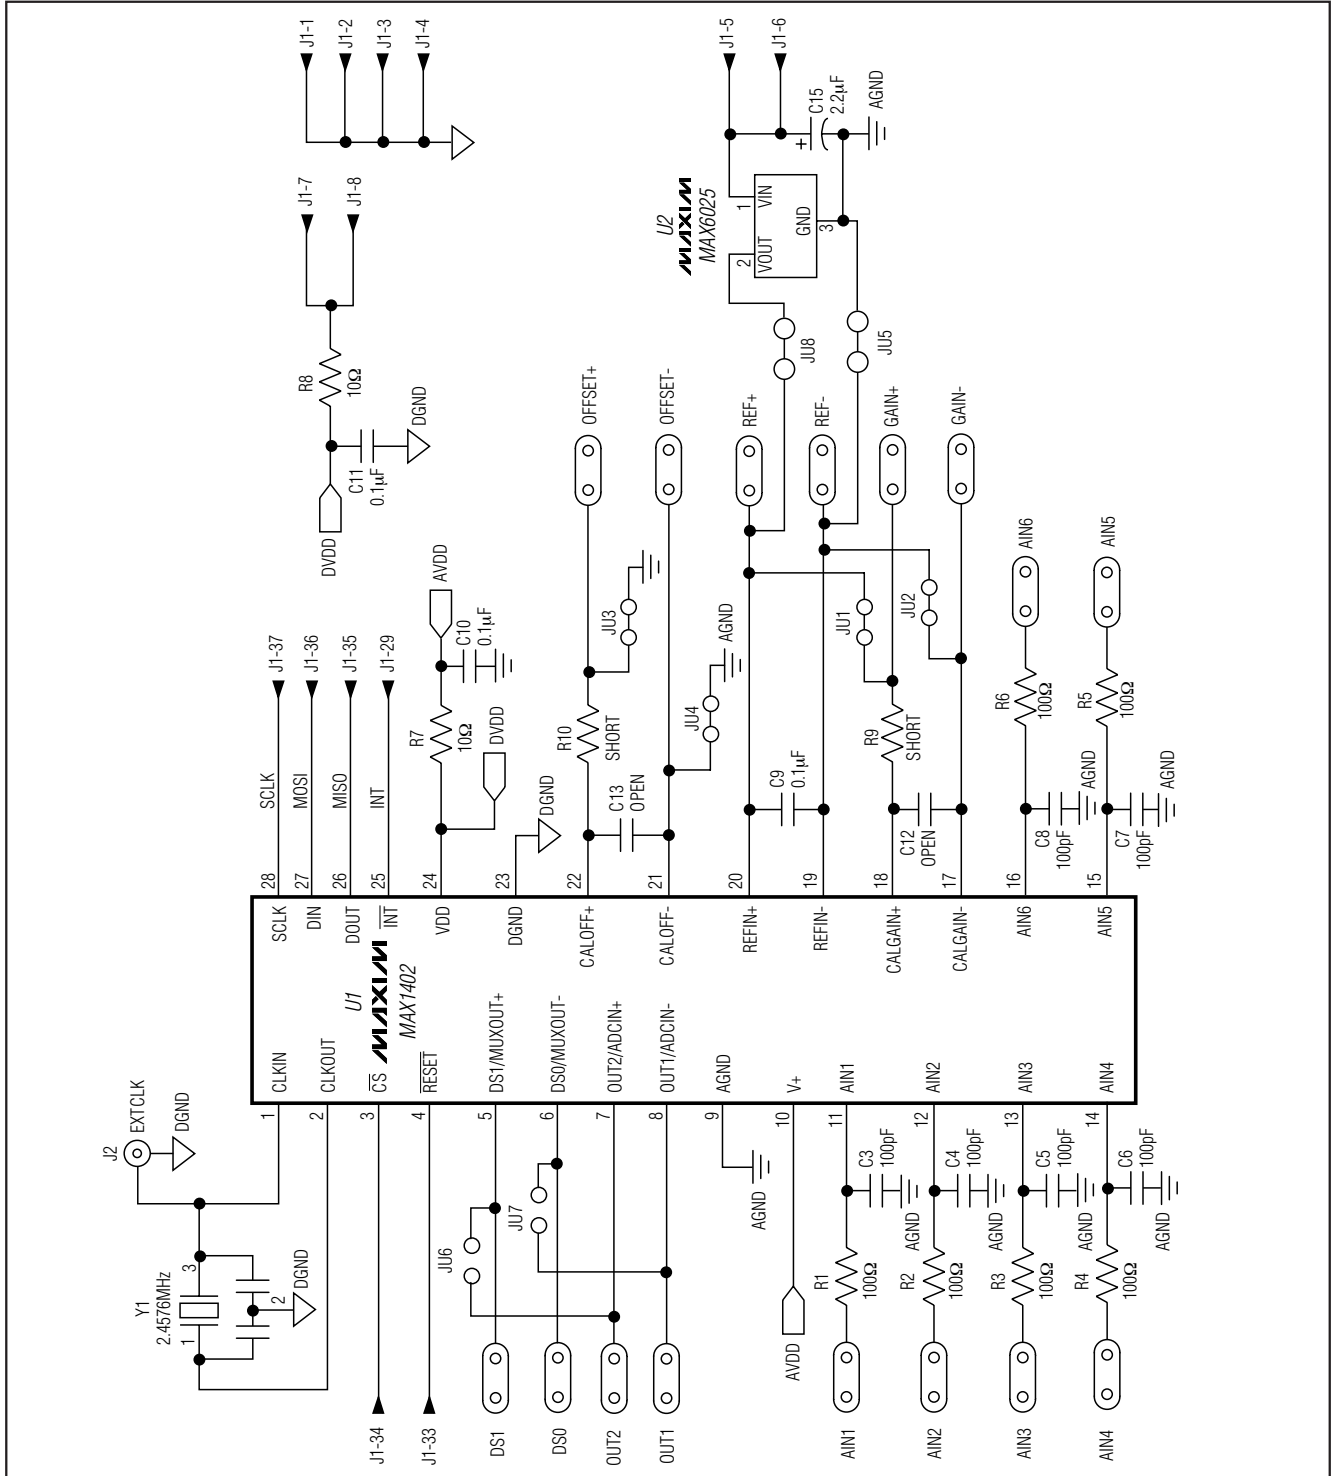 J1-1
J1-2
J1-3
J1-4
J1-7
J1-8
R8
10Ω
C11
0.1µF
DGND
DVDD
J1-5
J1-6
C15
2.2µF
+
AGND
U2
MAXIM
MAX6025
1
VIN
2
VOUT
GND
3
JU8
JU5
SCLK
J1-37
MOSI
J1-36
MISO
J1-35
INT
J1-29
R7
10Ω
AVDD
C10
0.1µF
DVDD
DGND
OFFSET+
OFFSET-
R10
SHORT
JU3
C13
OPEN
JU4
AGND
REF+
REF-
GAIN+
GAIN-
C9
0.1µF
JU1
JU2
R9
SHORT
C12
OPEN
AIN6
R6
100Ω
C8
100pF
AGND
AIN5
R5
100Ω
C7
100pF
AGND
28
27
26
25
24
23
22
21
20
19
18
17
16
15
SCLK
DIN
DOUT
INT
VDD
DGND
CALOFF+
CALOFF-
REFIN+
REFIN-
CALGAIN+
CALGAIN-
AIN6
AIN5
U1
MAXIM
MAX1402
CLKIN
CLKOUT
CS
RESET
DS1/MUXOUT+
DS0/MUXOUT-
OUT2/ADCIN+
OUT1/ADCIN-
AGND
V+
AIN1
AIN2
AIN3
AIN4
1
2
3
4
5
6
7
8
9
10
11
12
13
14
J2
EXTCLK
DGND
Y1
2.4576MHz
1
3
2
DGND
J1-34
J1-33
JU6
JU7
DS1
DS0
OUT2
OUT1
AGND
AVDD
C3
100pF
AGND
R1
100Ω
AIN1
C4
100pF
AGND
R2
100Ω
AIN2
C5
100pF
AGND
R3
100Ω
AIN3
C6
100pF
AGND
R4
100Ω
AIN4